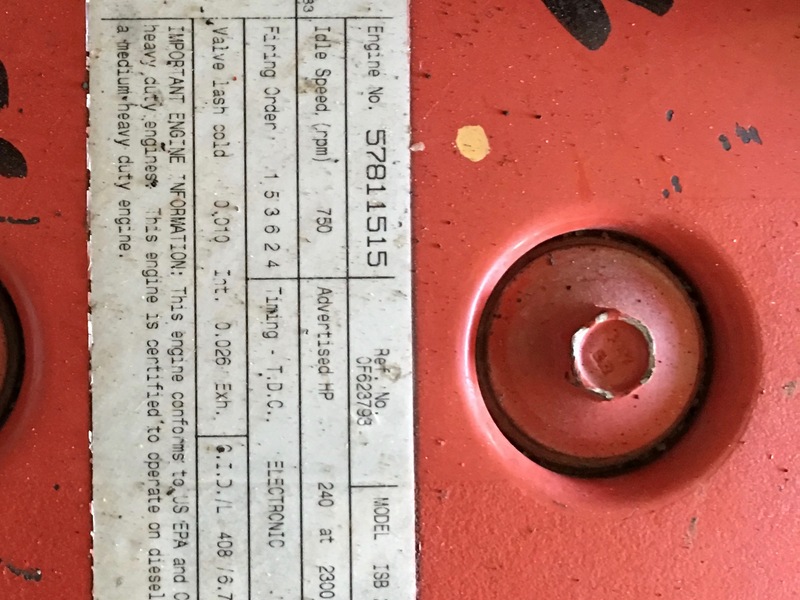 Engine No. 57811515 Ref. No. CF623793 MODEL ISB
Idle Speed (rpm) 750 Advertised HP 240 at 2300
Firing Order 1 5 3 6 2 4 Timing - T.D.C. ELECTRONIC
Valve lash cold 0.010 Int. 0.026 Exh. C.I.D./L 408 /6.7
IMPORTANT ENGINE INFORMATION: This engine conforms to US EPA and
heavy duty engines. This engine is certified to operate on diesel
a medium heavy duty engine.